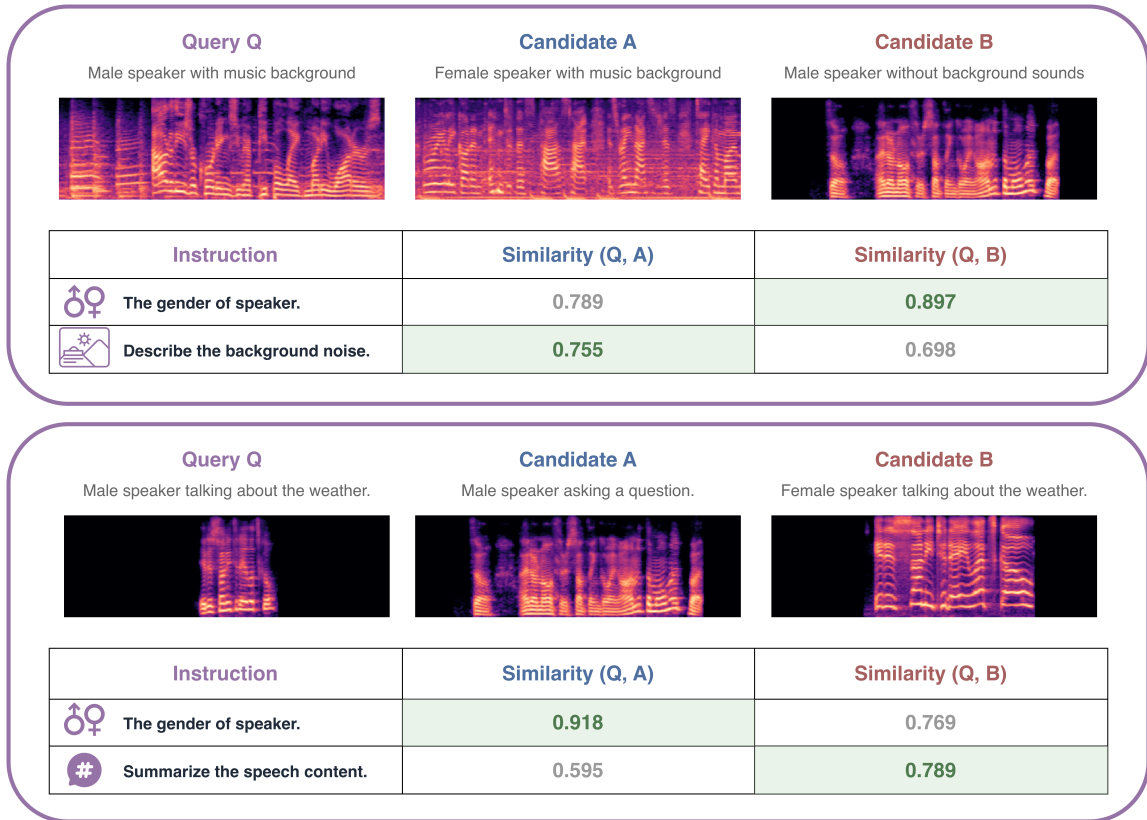 Query Q
Candidate A
Candidate B
Male speaker with music background
Female speaker with music background
Male speaker without background sounds
Instruction
Similarity (Q, A)
Similarity (Q, B)
The gender of speaker.
0.789
0.897
Describe the background noise.
0.755
0.698
Query Q
Candidate A
Candidate B
Male speaker talking about the weather.
Male speaker asking a question.
Female speaker talking about the weather.
Instruction
Similarity (Q, A)
Similarity (Q, B)
The gender of speaker.
0.918
0.769
#
Summarize the speech content.
0.595
0.789